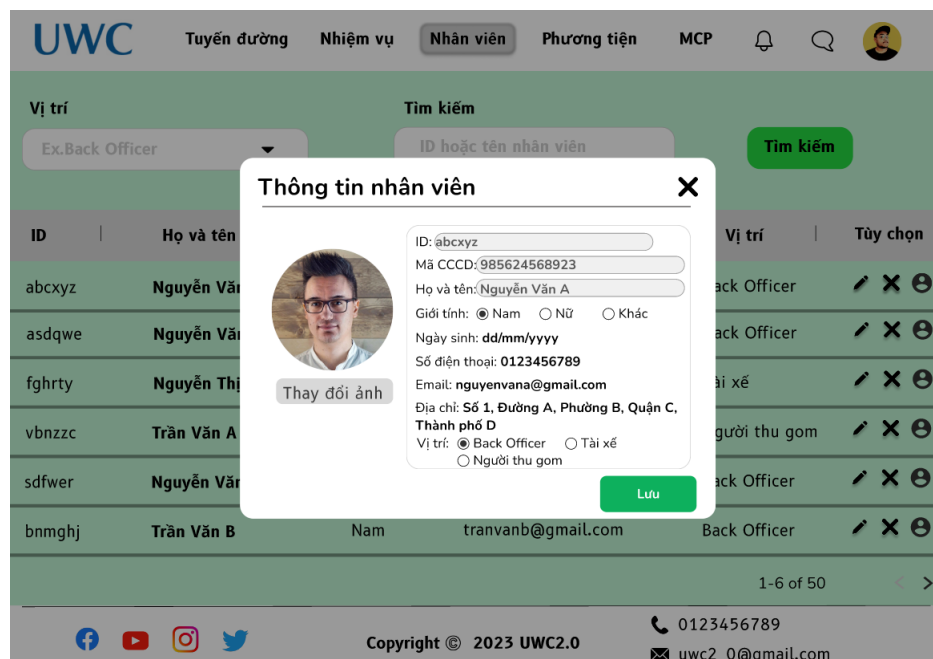 UWC Tuyến đường Nhiệm vụ Nhân viên Phương tiện MCP
Vị trí Tìm kiếm
Ex.Back Officer ID hoặc tên nhân viên Tìm kiếm
Thông tin nhân viên
ID Họ và tên Vị trí Tùy chọn
ID: abcxyz
Mã CCCD: 985624568923
Họ và tên: Nguyễn Văn A
Giới tính: Nam Nữ Khác
Ngày sinh: dd/mm/yyyy
Số điện thoại: 0123456789
Email: nguyenvana@gmail.com
Địa chỉ: Số 1, Đường A, Phường B, Quận C,
Thành phố D
Vị trí: Back Officer Tài xế
Người thu gom
Thay đổi ảnh
Lưu
abcxyz Nguyễn Văn ack Officer
asdqwe Nguyễn Văn ack Officer
fghrty Nguyễn Thị ài xế
vbnzzc Trần Văn A gười thu gom
sdfwer Nguyễn Văn ack Officer
bnmghj Trần Văn B Nam tranvanb@gmail.com Back Officer
1-6 of 50
Copyright © 2023 UWC2.0
0123456789
uwc2_0@gmail.com